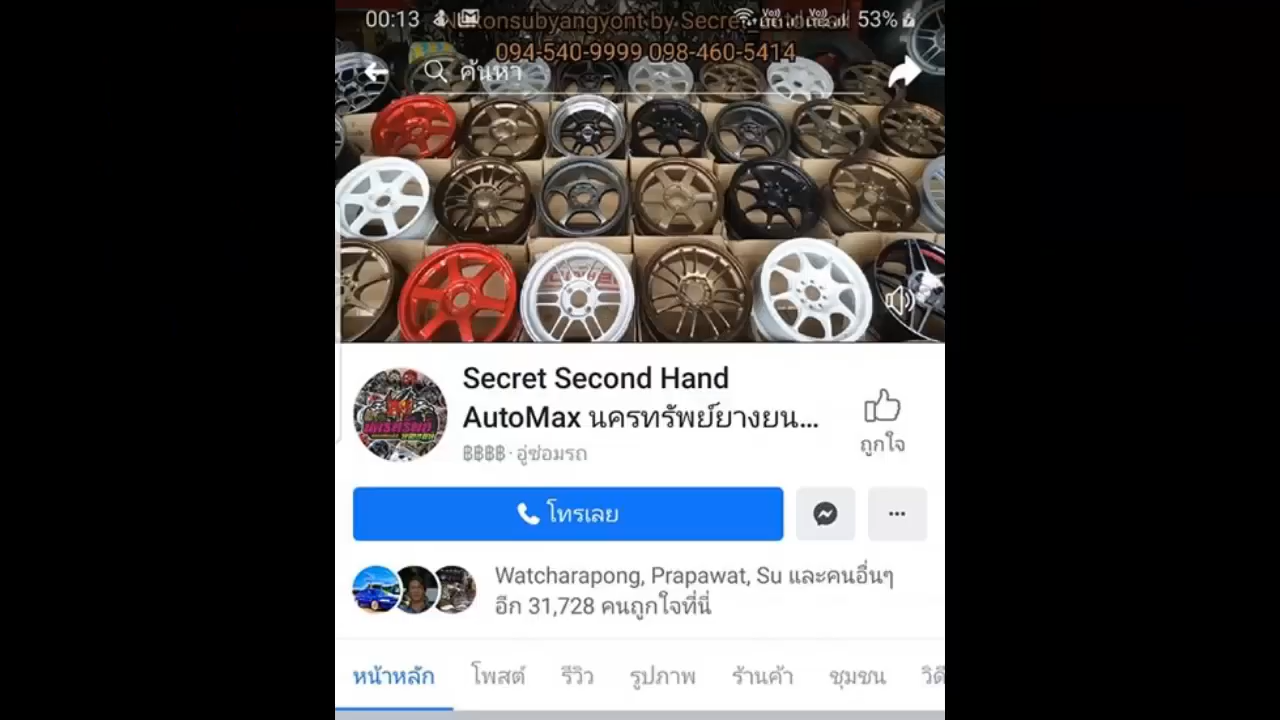 00:13
53%
Nakonsubyangyont by Secret
094-540-9999 098-460-5414
ค้นหา
Secret Second Hand
AutoMax นครทรัพย์ยางยน...
฿฿฿฿ · อู่ซ่อมรถ
ถูกใจ
โทรเลย
Watcharapong, Prapawat, Su และคนอื่นๆ
อีก 31,728 คนถูกใจที่นี่
หน้าหลัก โพสต์ รีวิว รูปภาพ ร้านค้า ชุมชน วิดี